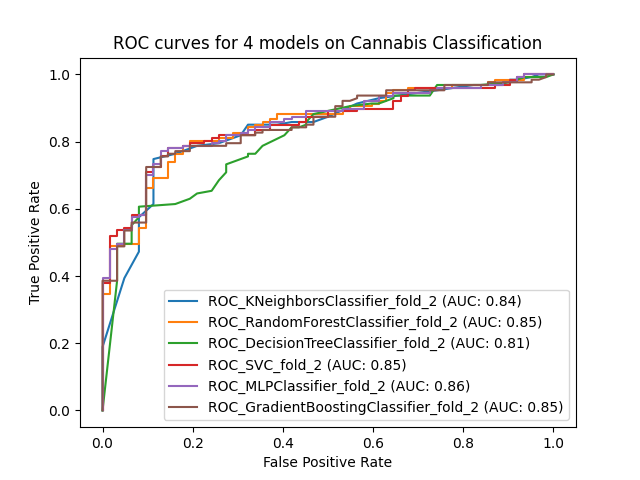 ROC curves for 4 models on Cannabis Classification
True Positive Rate
1.0
0.8
0.6
0.4
0.2
0.0
ROC_KNeighborsClassifier_fold_2 (AUC: 0.84)
ROC_RandomForestClassifier_fold_2 (AUC: 0.85)
ROC_DecisionTreeClassifier_fold_2 (AUC: 0.81)
ROC_SVC_fold_2 (AUC: 0.85)
ROC_MLPClassifier_fold_2 (AUC: 0.86)
ROC_GradientBoostingClassifier_fold_2 (AUC: 0.85)
0.0 0.2 0.4 0.6 0.8 1.0
False Positive Rate